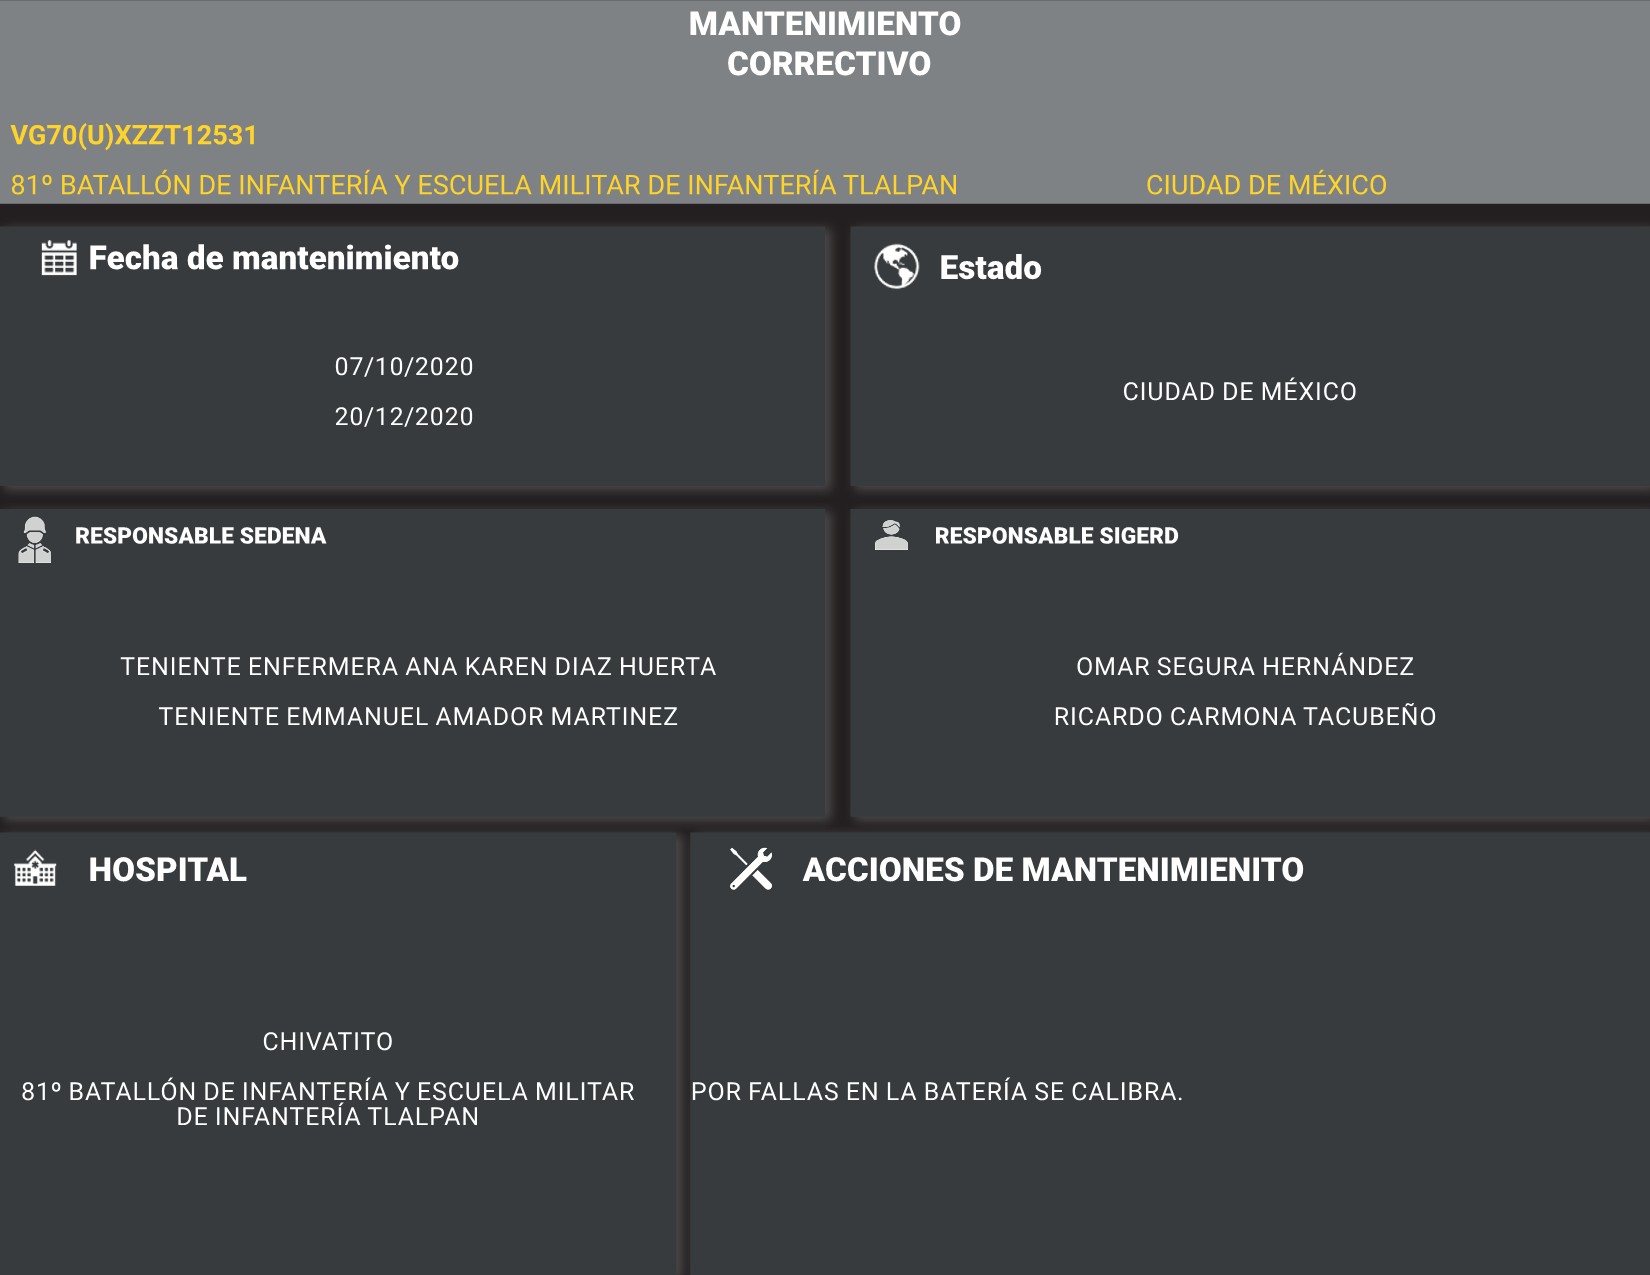 MANTENIMIENTO
CORRECTIVO
VG70(U)XZZT12531
81º BATALLÓN DE INFANTERÍA Y ESCUELA MILITAR DE INFANTERÍA TLALPAN CIUDAD DE MÉXICO
Fecha de mantenimiento
07/10/2020
20/12/2020
Estado
CIUDAD DE MÉXICO
RESPONSABLE SEDENA
TENIENTE ENFERMERA ANA KAREN DIAZ HUERTA
TENIENTE EMMANUEL AMADOR MARTINEZ
RESPONSABLE SIGERD
OMAR SEGURA HERNÁNDEZ
RICARDO CARMONA TACUBEÑO
HOSPITAL
CHIVATITO
81º BATALLÓN DE INFANTERÍA Y ESCUELA MILITAR
DE INFANTERÍA TLALPAN
ACCIONES DE MANTENIMIENITO
POR FALLAS EN LA BATERÍA SE CALIBRA.